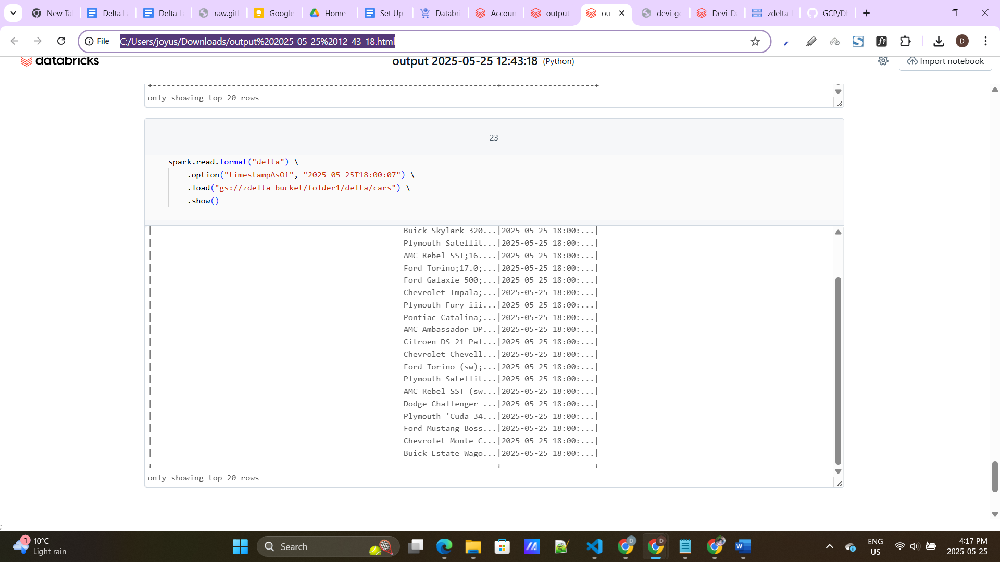 New Ta
Delta L
Delta L
raw.git
Google
Home -
Set Up
Databri
Accoun
output
ou
devi-gc
Devi-D
zdelta-
GCP/D
File
C:/Users/joyus/Downloads/output%202025-05-25%2012_43_18.html
D
databricks
output 2025-05-25 12:43:18 (Python)
Import notebook
+--------------------------------------------------------------------------+--------------------+
only showing top 20 rows
23
spark.read.format("delta") \
.option("timestampAsOf", "2025-05-25T18:00:07") \
.load("gs://zdelta-bucket/folder1/delta/cars") \
.show()
| Buick Skylark 320...|2025-05-25 18:00:...|
| Plymouth Satellit...|2025-05-25 18:00:...|
| AMC Rebel SST;16....|2025-05-25 18:00:...|
| Ford Torino;17.0;...|2025-05-25 18:00:...|
| Ford Galaxie 500;...|2025-05-25 18:00:...|
| Chevrolet Impala;...|2025-05-25 18:00:...|
| Plymouth Fury iii...|2025-05-25 18:00:...|
| Pontiac Catalina;...|2025-05-25 18:00:...|
| AMC Ambassador DP...|2025-05-25 18:00:...|
| Citroen DS-21 Pal...|2025-05-25 18:00:...|
| Chevrolet Chevell...|2025-05-25 18:00:...|
| Ford Torino (sw);...|2025-05-25 18:00:...|
| Plymouth Satellit...|2025-05-25 18:00:...|
| AMC Rebel SST (sw...|2025-05-25 18:00:...|
| Dodge Challenger ...|2025-05-25 18:00:...|
| Plymouth 'Cuda 34...|2025-05-25 18:00:...|
| Ford Mustang Boss...|2025-05-25 18:00:...|
| Chevrolet Monte C...|2025-05-25 18:00:...|
| Buick Estate Wago...|2025-05-25 18:00:...|
+--------------------------------------------------------------------------+--------------------+
only showing top 20 rows
;
1
10°C
Light rain
Search
D
D
ENG
US
4:17 PM
2025-05-25